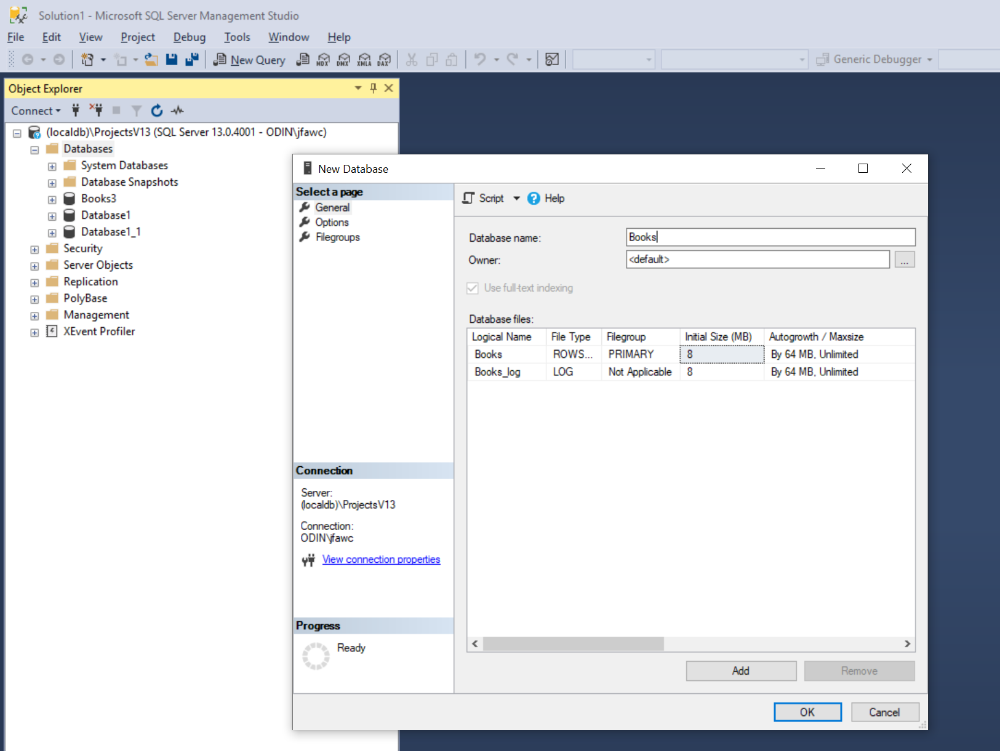 Solution1 - Microsoft SQL Server Management Studio
File Edit View Project Debug Tools Window Help
New Query MDX DMX XMLA DAX Generic Debugger
Object Explorer
Connect
(localdb)\ProjectsV13 (SQL Server 13.0.4001 - ODIN\jfawc)
Databases
System Databases
Database Snapshots
Books3
Database1
Database1_1
Security
Server Objects
Replication
PolyBase
Management
XEvent Profiler
New Database
Select a page
General
Options
Filegroups
Connection
Server:
(localdb)\ProjectsV13
Connection:
ODIN\jfawc
View connection properties
Progress
Ready
Script Help
Database name: Books
Owner: <default> ...
Use full-text indexing
Database files:
Logical Name File Type Filegroup Initial Size (MB) Autogrowth / Maxsize
Books ROWS... PRIMARY 8 By 64 MB, Unlimited
Books_log LOG Not Applicable 8 By 64 MB, Unlimited
Add Remove
OK Cancel